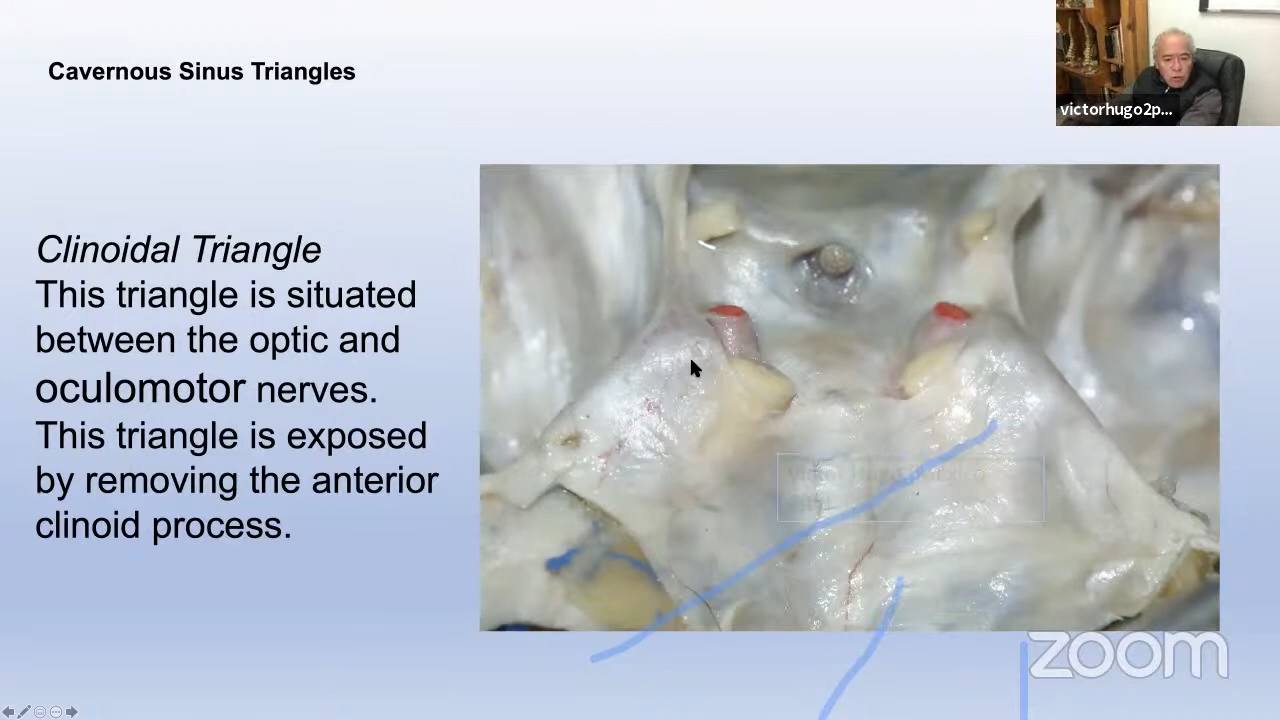 Cavernous Sinus Triangles
victorhugo2p...
Clinoidal Triangle
This triangle is situated
between the optic and
oculomotor nerves.
This triangle is exposed
by removing the anterior
clinoid process.
zoom